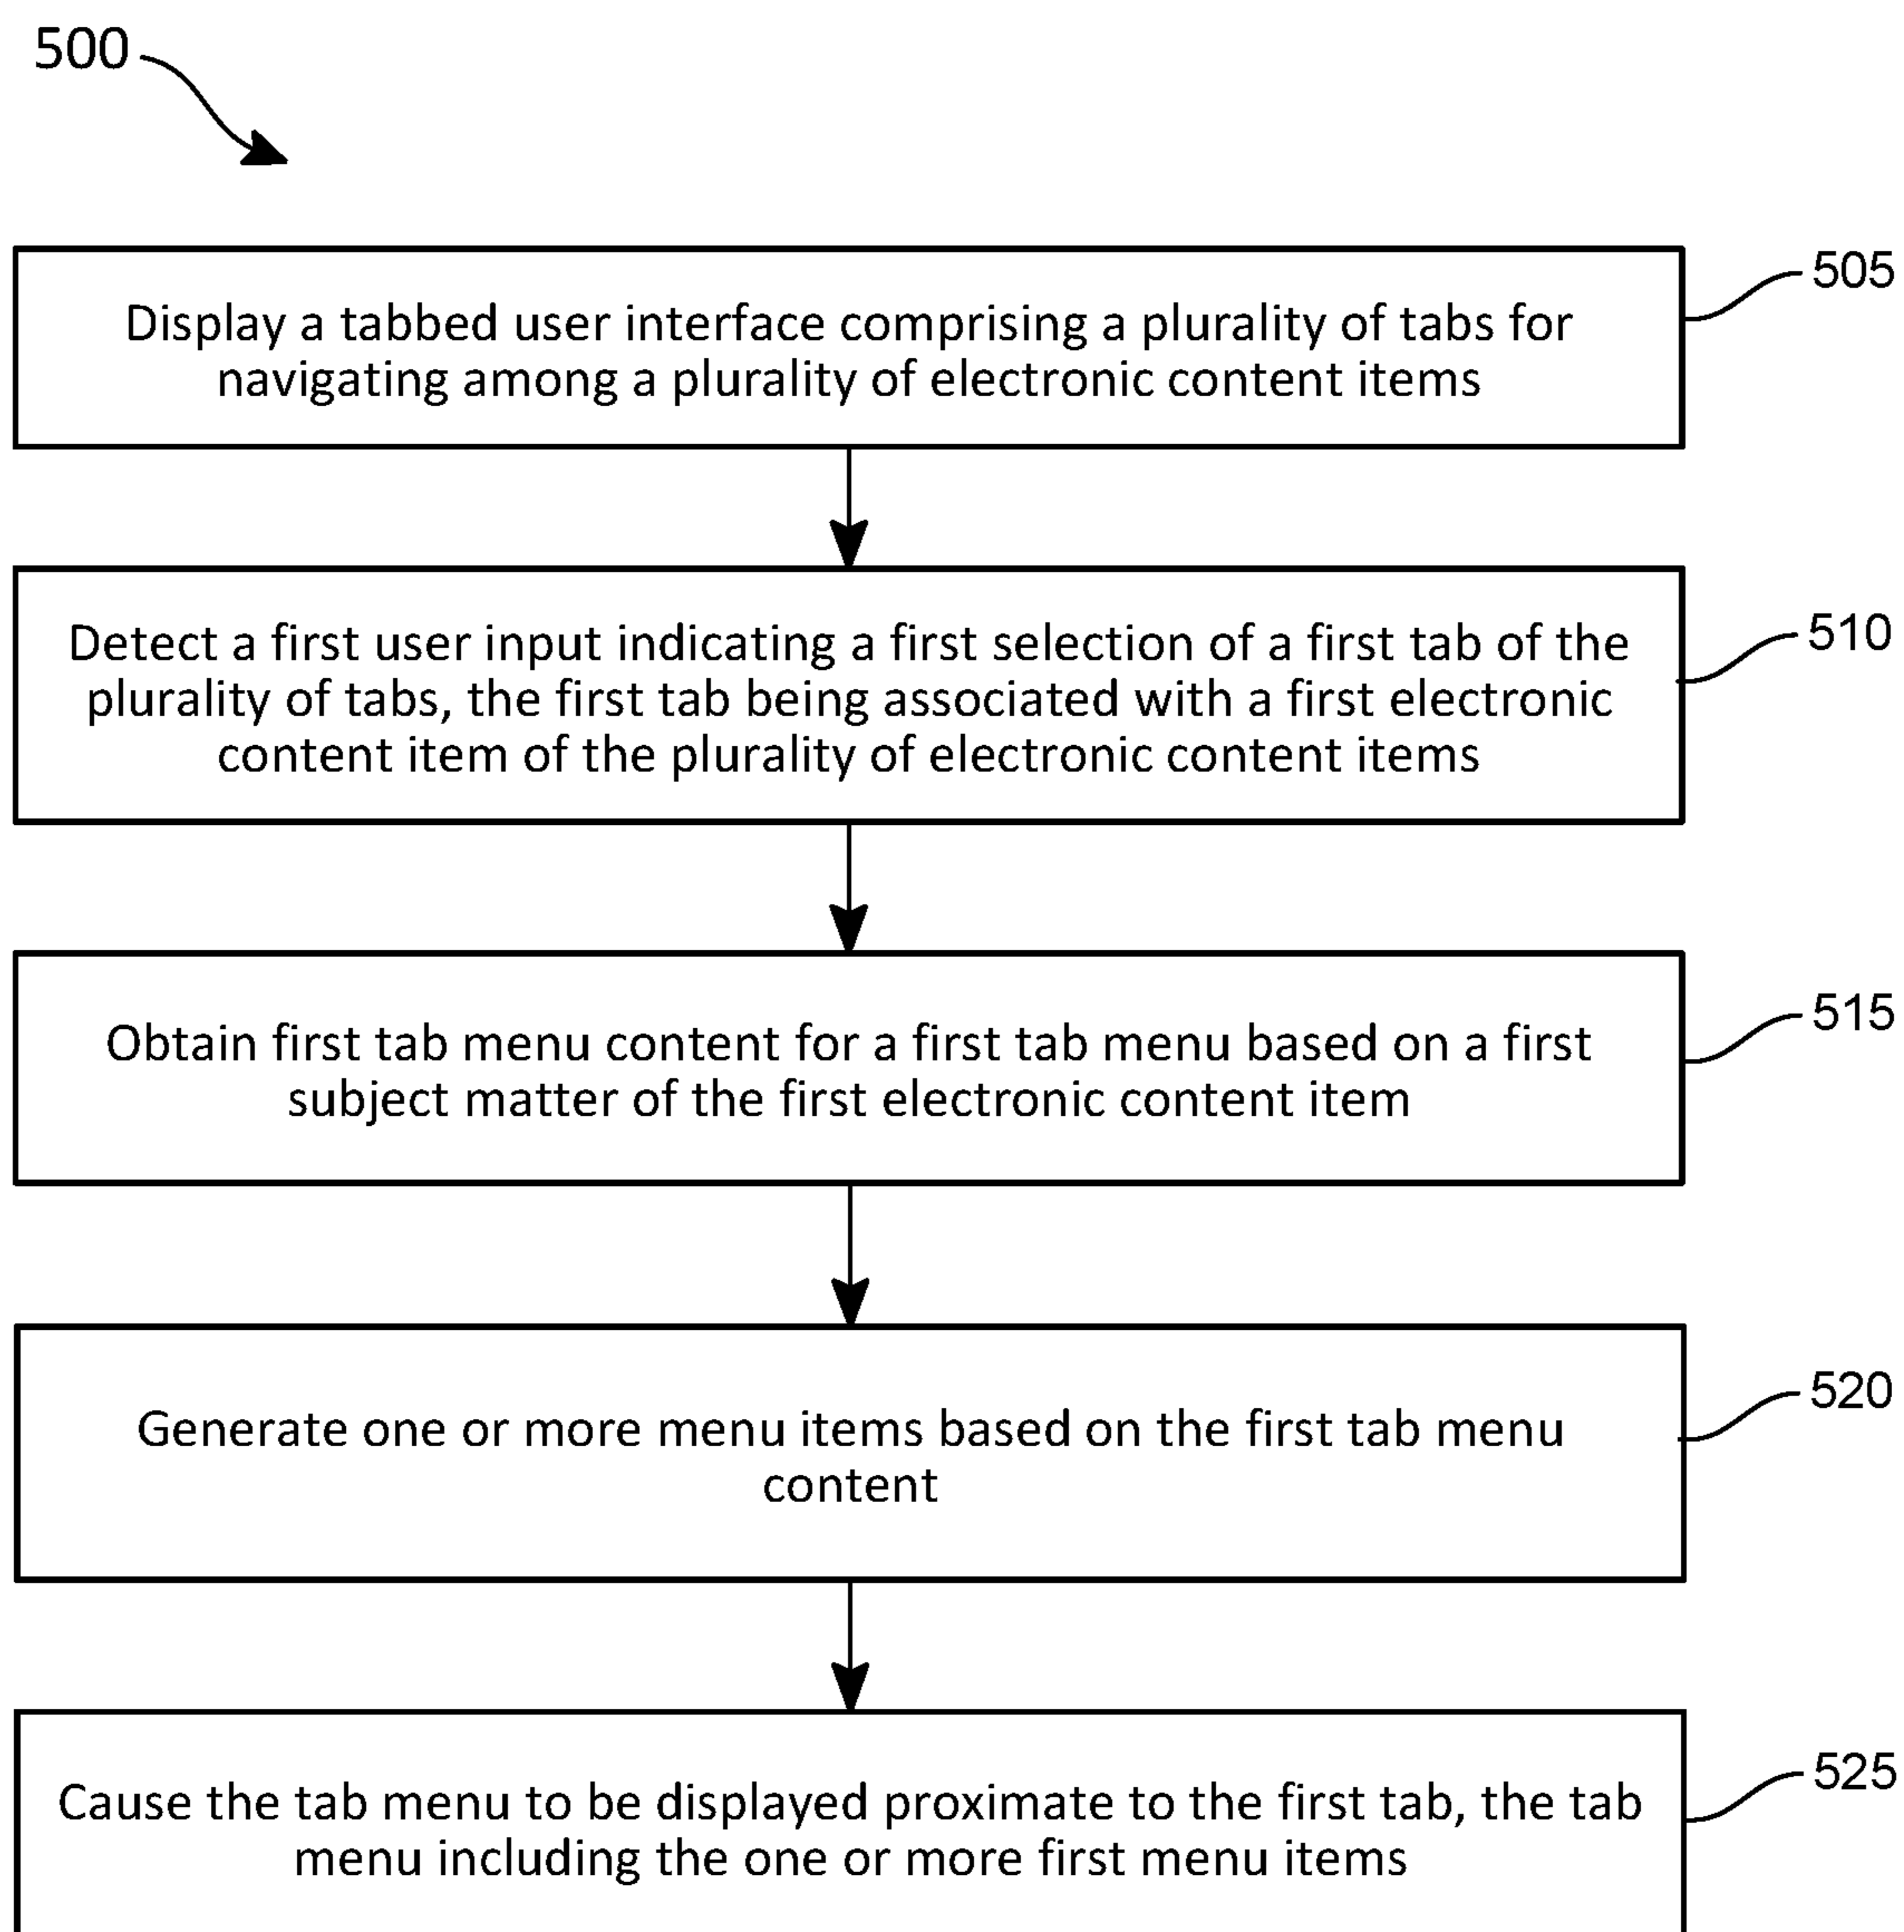 500
Display a tabbed user interface comprising a plurality of tabs for
navigating among a plurality of electronic content items
505
Detect a first user input indicating a first selection of a first tab of the
plurality of tabs, the first tab being associated with a first electronic
content item of the plurality of electronic content items
510
Obtain first tab menu content for a first tab menu based on a first
subject matter of the first electronic content item
515
Generate one or more menu items based on the first tab menu
content
520
Cause the tab menu to be displayed proximate to the first tab, the tab
menu including the one or more first menu items
525